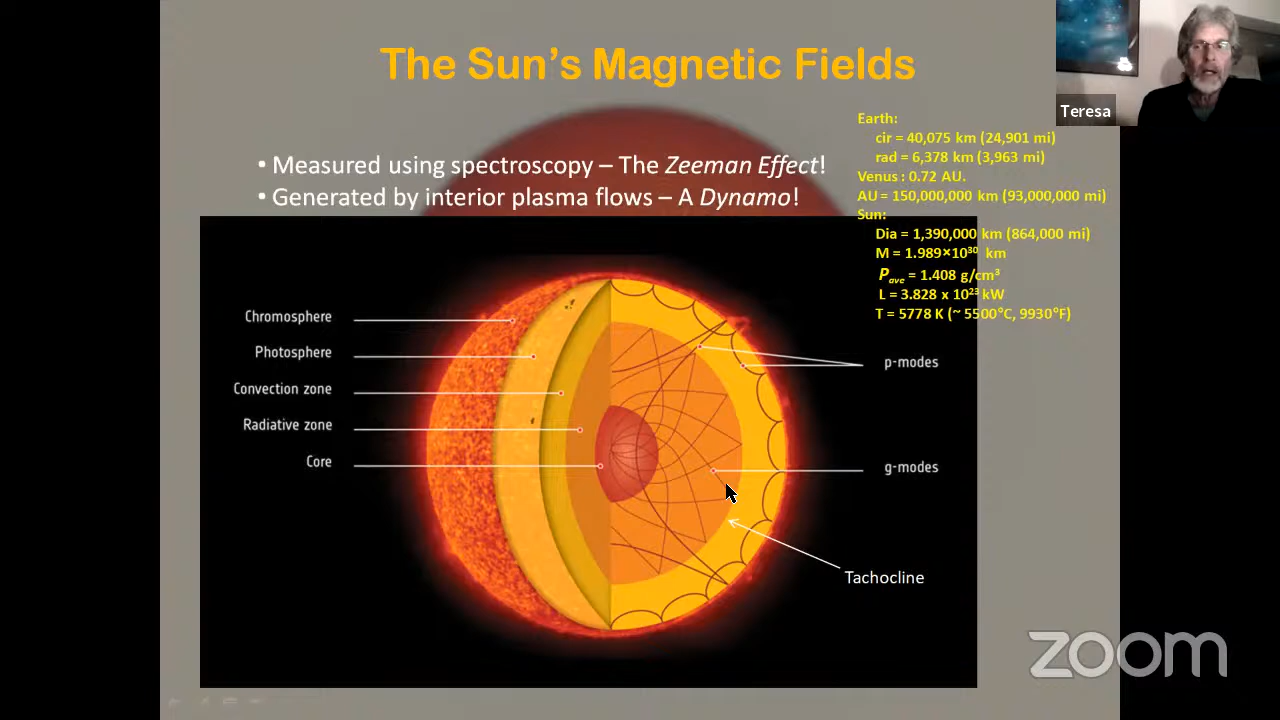 The Sun's Magnetic Fields
Teresa
• Measured using spectroscopy – The Zeeman Effect!
• Generated by interior plasma flows – A Dynamo!
Earth:
cir = 40,075 km (24,901 mi)
rad = 6,378 km (3,963 mi)
Venus : 0.72 AU.
AU = 150,000,000 km (93,000,000 mi)
Sun:
Dia = 1,390,000 km (864,000 mi)
M = 1.989×10³⁰ km
Pave = 1.408 g/cm³
L = 3.828 x 10²³ kW
T = 5778 K (~ 5500°C, 9930°F)
Chromosphere
Photosphere
Convection zone
Radiative zone
Core
p-modes
g-modes
Tachocline
zoom